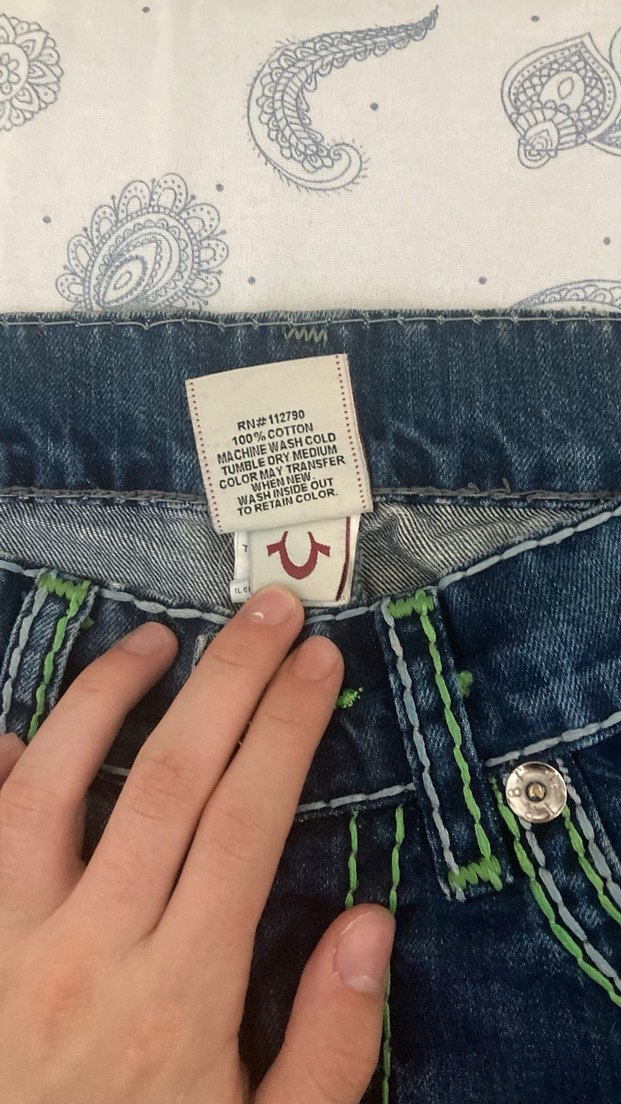 RN#112790
100% COTTON
MACHINE WASH COLD
TUMBLE DRY MEDIUM
COLOR MAY TRANSFER
WHEN NEW
WASH INSIDE OUT
TO RETAIN COLOR.